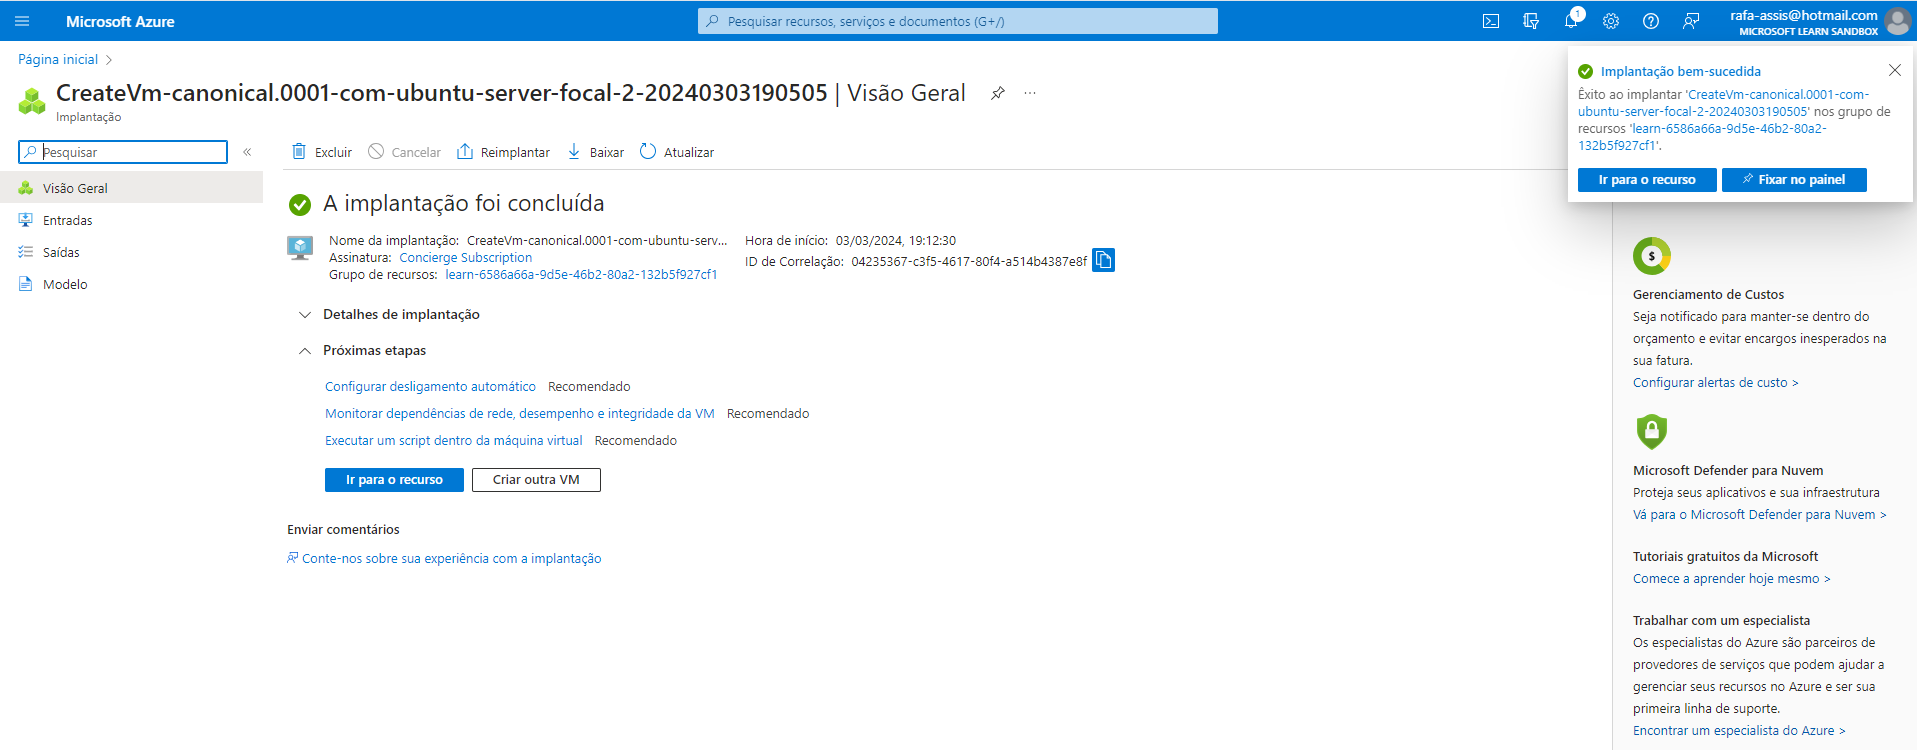 Microsoft Azure
Pesquisar recursos, serviços e documentos (G+/)
1
rafa-assis@hotmail.com
MICROSOFT LEARN SANDBOX
Página inicial >
CreateVm-canonical.0001-com-ubuntu-server-focal-2-20240303190505 | Visão Geral ...
Implantação
Implantação bem-sucedida
Êxito ao implantar 'CreateVm-canonical.0001-com-
ubuntu-server-focal-2-20240303190505' nos grupo de
recursos 'learn-6586a66a-9d5e-46b2-80a2-
132b5f927cf1'.
Ir para o recurso
Fixar no painel
Pesquisar
«
Excluir
Cancelar
Reimplantar
Baixar
Atualizar
Visão Geral
Entradas
Saídas
Modelo
A implantação foi concluída
Nome da implantação: CreateVm-canonical.0001-com-ubuntu-serv...
Assinatura: Concierge Subscription
Grupo de recursos: learn-6586a66a-9d5e-46b2-80a2-132b5f927cf1
Hora de início: 03/03/2024, 19:12:30
ID de Correlação: 04235367-c3f5-4617-80f4-a514b4387e8f
Detalhes de implantação
Próximas etapas
Configurar desligamento automático Recomendado
Monitorar dependências de rede, desempenho e integridade da VM Recomendado
Executar um script dentro da máquina virtual Recomendado
Ir para o recurso
Criar outra VM
Enviar comentários
Conte-nos sobre sua experiência com a implantação
$
Gerenciamento de Custos
Seja notificado para manter-se dentro do
orçamento e evitar encargos inesperados na
sua fatura.
Configurar alertas de custo >
Microsoft Defender para Nuvem
Proteja seus aplicativos e sua infraestrutura
Vá para o Microsoft Defender para Nuvem >
Tutoriais gratuitos da Microsoft
Comece a aprender hoje mesmo >
Trabalhar com um especialista
Os especialistas do Azure são parceiros de
provedores de serviços que podem ajudar a
gerenciar seus recursos no Azure e ser sua
primeira linha de suporte.
Encontrar um especialista do Azure >